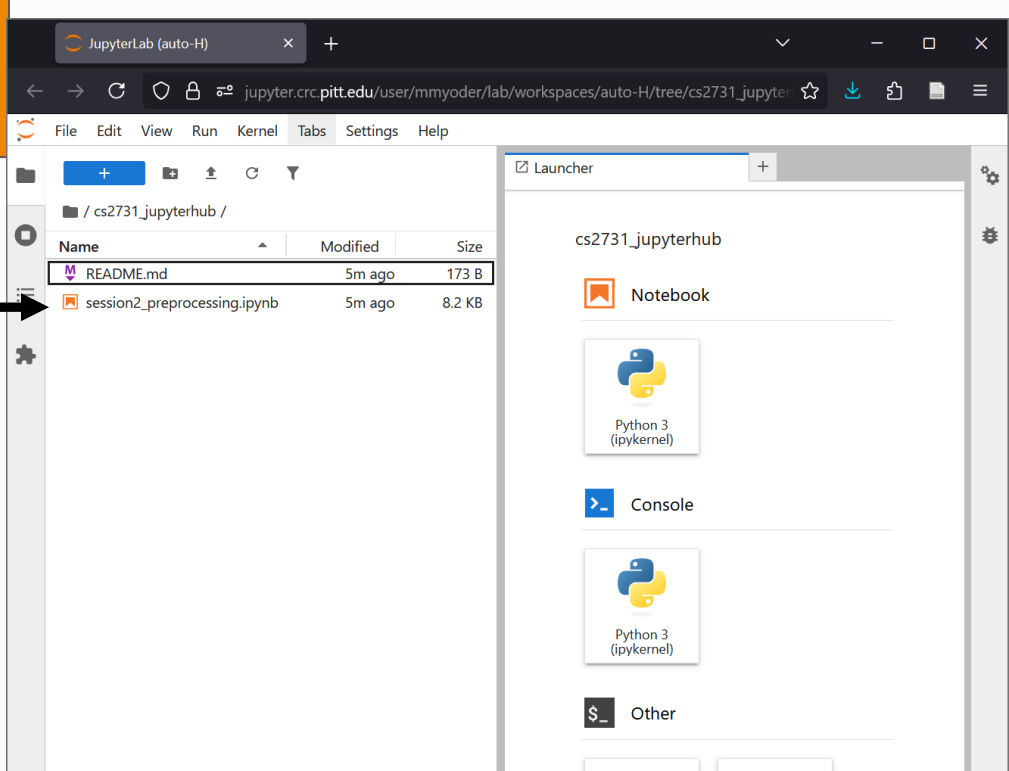 JupyterLab (auto-H)
jupyter.crc.pitt.edu/user/mmyoder/lab/workspaces/auto-H/tree/cs2731_jupyter
File Edit View Run Kernel Tabs Settings Help
Launcher
/ cs2731_jupyterhub /
Name Modified Size
M README.md 5m ago 173 B
session2_preprocessing.ipynb 5m ago 8.2 KB
cs2731_jupyterhub
Notebook
Python 3
(ipykernel)
Console
Python 3
(ipykernel)
$_ Other